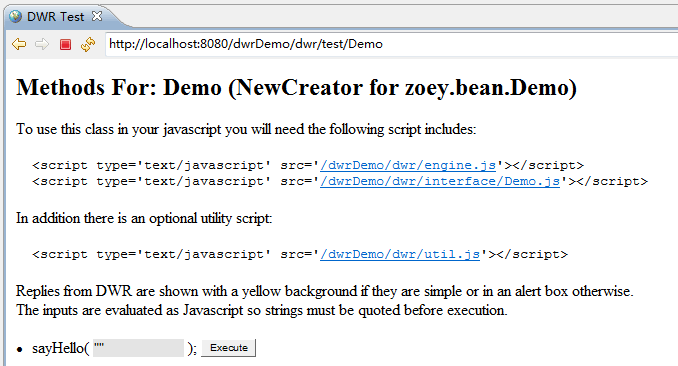 DWR Test
http://localhost:8080/dwrDemo/dwr/test/Demo
Methods For: Demo (NewCreator for zoey.bean.Demo)
To use this class in your javascript you will need the following script includes:
<script type='text/javascript' src='/dwrDemo/dwr/engine.js'></script>
<script type='text/javascript' src='/dwrDemo/dwr/interface/Demo.js'></script>
In addition there is an optional utility script:
<script type='text/javascript' src='/dwrDemo/dwr/util.js'></script>
Replies from DWR are shown with a yellow background if they are simple or in an alert box otherwise.
The inputs are evaluated as Javascript so strings must be quoted before execution.
• sayHello( "" ); Execute